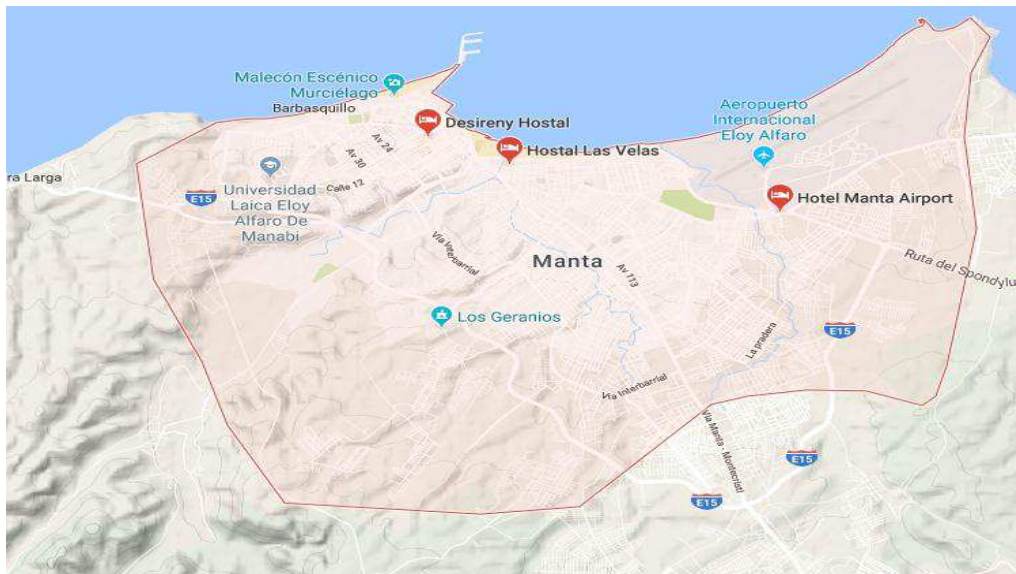 Malecón Escénico
Murciélago
Barbasquillo
Desireny Hostal
Aeropuerto
Internacional
Eloy Alfaro
Av 24
Hostal Las Velas
Av 30
ra Larga
Calle 12
E15
Universidad
Laica Eloy
Alfaro De
Manabi
Hotel Manta Airport
Vía Interbarrial
Manta
Av 113
Ruta del Spondylu
Los Geranios
E15
La pradera
Vía Interbarrial
Vía Manta - Montecristi
E15
E15